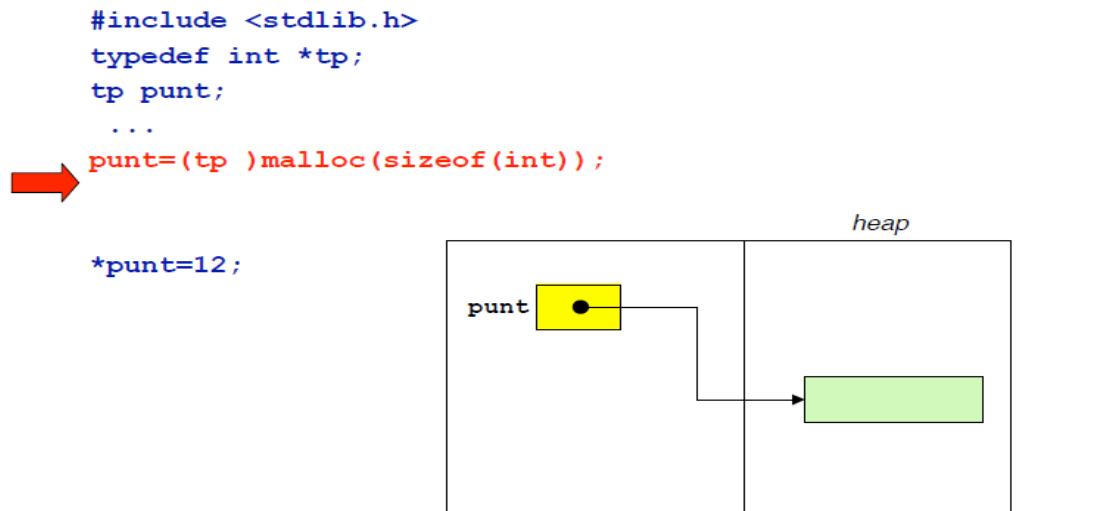 #include <stdlib.h>
typedef int *tp;
tp punt;
...
punt=(tp )malloc(sizeof(int));
heap
*punt=12;
punt